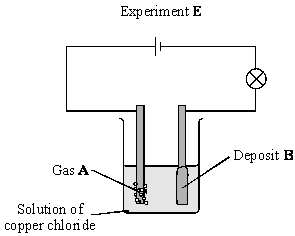 Experiment E
Deposit B
Gas A
Solution of
copper chloride